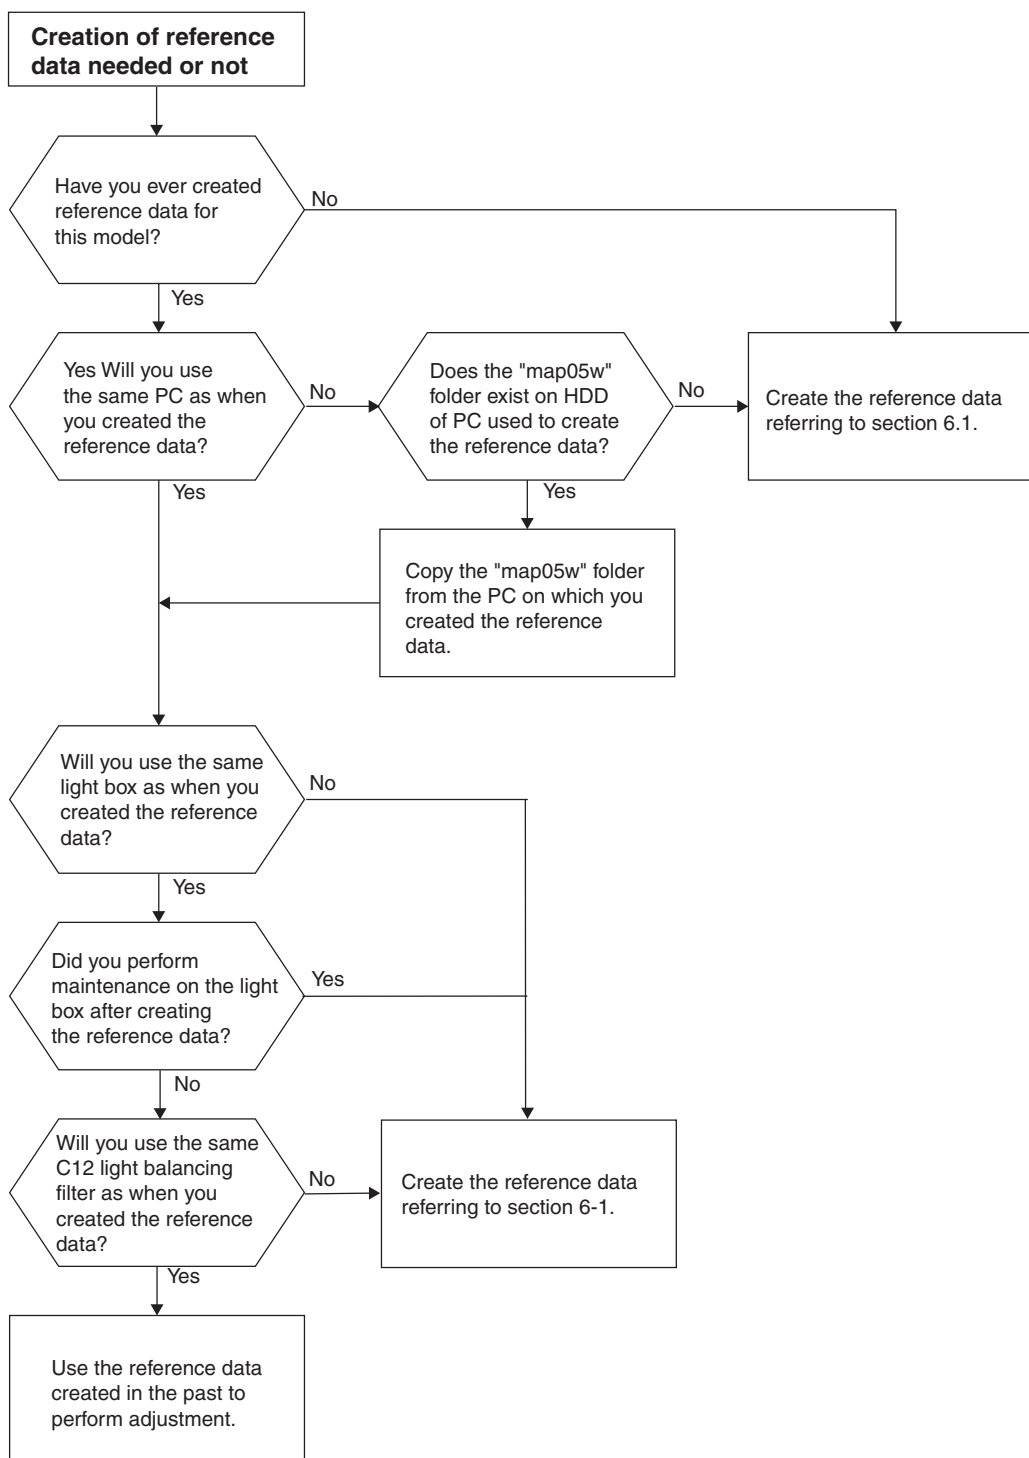 Creation of reference
data needed or not
Have you ever created
reference data for
this model?
No
Yes
Yes Will you use
the same PC as when
you created the
reference data?
No
Does the "map05w"
folder exist on HDD
of PC used to create
the reference data?
No
Create the reference data
referring to section 6.1.
Yes
Yes
Copy the "map05w" folder
from the PC on which you
created the reference
data.
Will you use the same
light box as when you
created the reference
data?
No
Yes
Did you perform
maintenance on the light
box after creating
the reference data?
Yes
No
Will you use the same
C12 light balancing
filter as when you
created the reference
data?
No
Create the reference data
referring to section 6-1.
Yes
Use the reference data
created in the past to
perform adjustment.